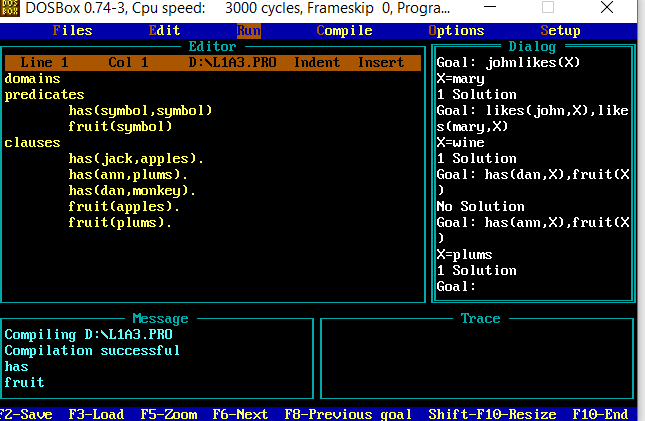 DOS BOX DOSBox 0.74-3, Cpu speed: 3000 cycles, Frameskip 0, Progra...
Files Edit Run Compile Options Setup
Editor
Line 1 Col 1 D:\L1A3.PRO Indent Insert
domains
predicates
has(symbol,symbol)
fruit(symbol)
clauses
has(jack,apples).
has(ann,plums).
has(dan,monkey).
fruit(apples).
fruit(plums).
Dialog
Goal: johnlikes(X)
X=mary
1 Solution
Goal: likes(john,X),like
s(mary,X)
X=wine
1 Solution
Goal: has(dan,X),fruit(X
)
No Solution
Goal: has(ann,X),fruit(X
)
X=plums
1 Solution
Goal:
Message
Compiling D:\L1A3.PRO
Compilation successful
has
fruit
Trace
F2-Save F3-Load F5-Zoom F6-Next F8-Previous goal Shift-F10-Resize F10-End